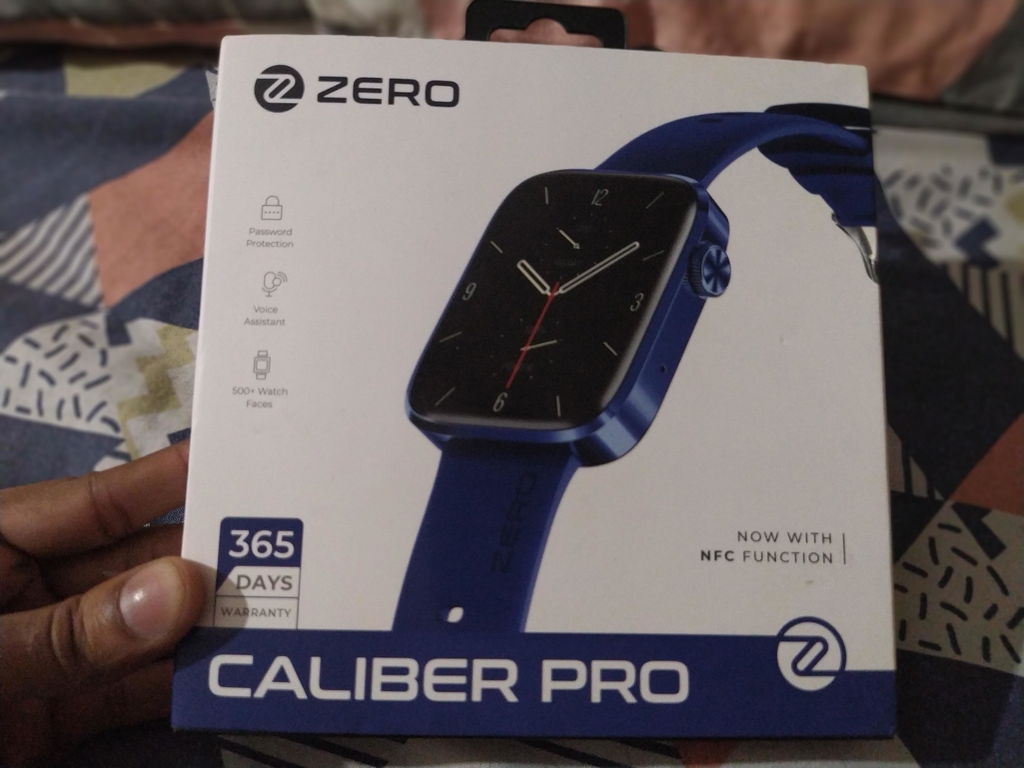 ZERO
Password
Protection
Voice
Assistant
500+ Watch
Faces
12
9
3
6
ZERO
365
DAYS
WARRANTY
NOW WITH
NFC FUNCTION
CALIBER PRO